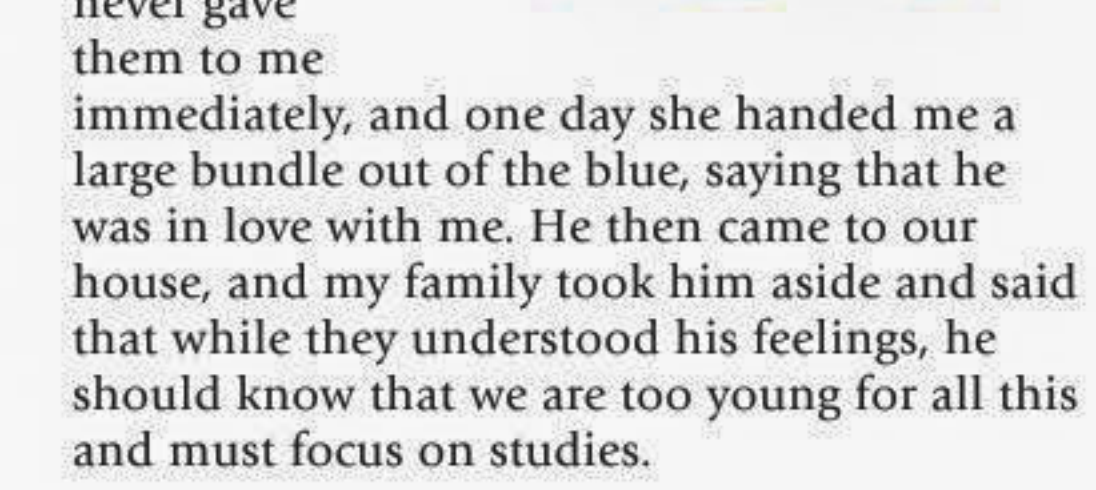 never gave
them to me
immediately, and one day she handed me a
large bundle out of the blue, saying that he
was in love with me. He then came to our
house, and my family took him aside and said
that while they understood his feelings, he
should know that we are too young for all this
and must focus on studies.